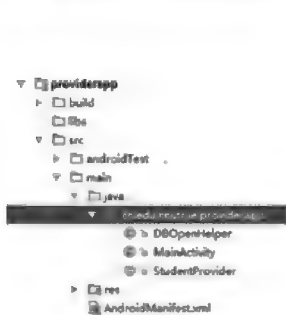 providerapp
build
libs
src
androidTest
main
java
DBOpenHelper
MainActivity
StudentProvider
res
AndroidManifest.xml